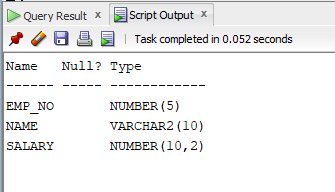 Query Result x Script Output x
Task completed in 0.052 seconds
Name   Null? Type
------ ----- ------------
EMP_NO       NUMBER(5)
NAME         VARCHAR2(10)
SALARY       NUMBER(10,2)